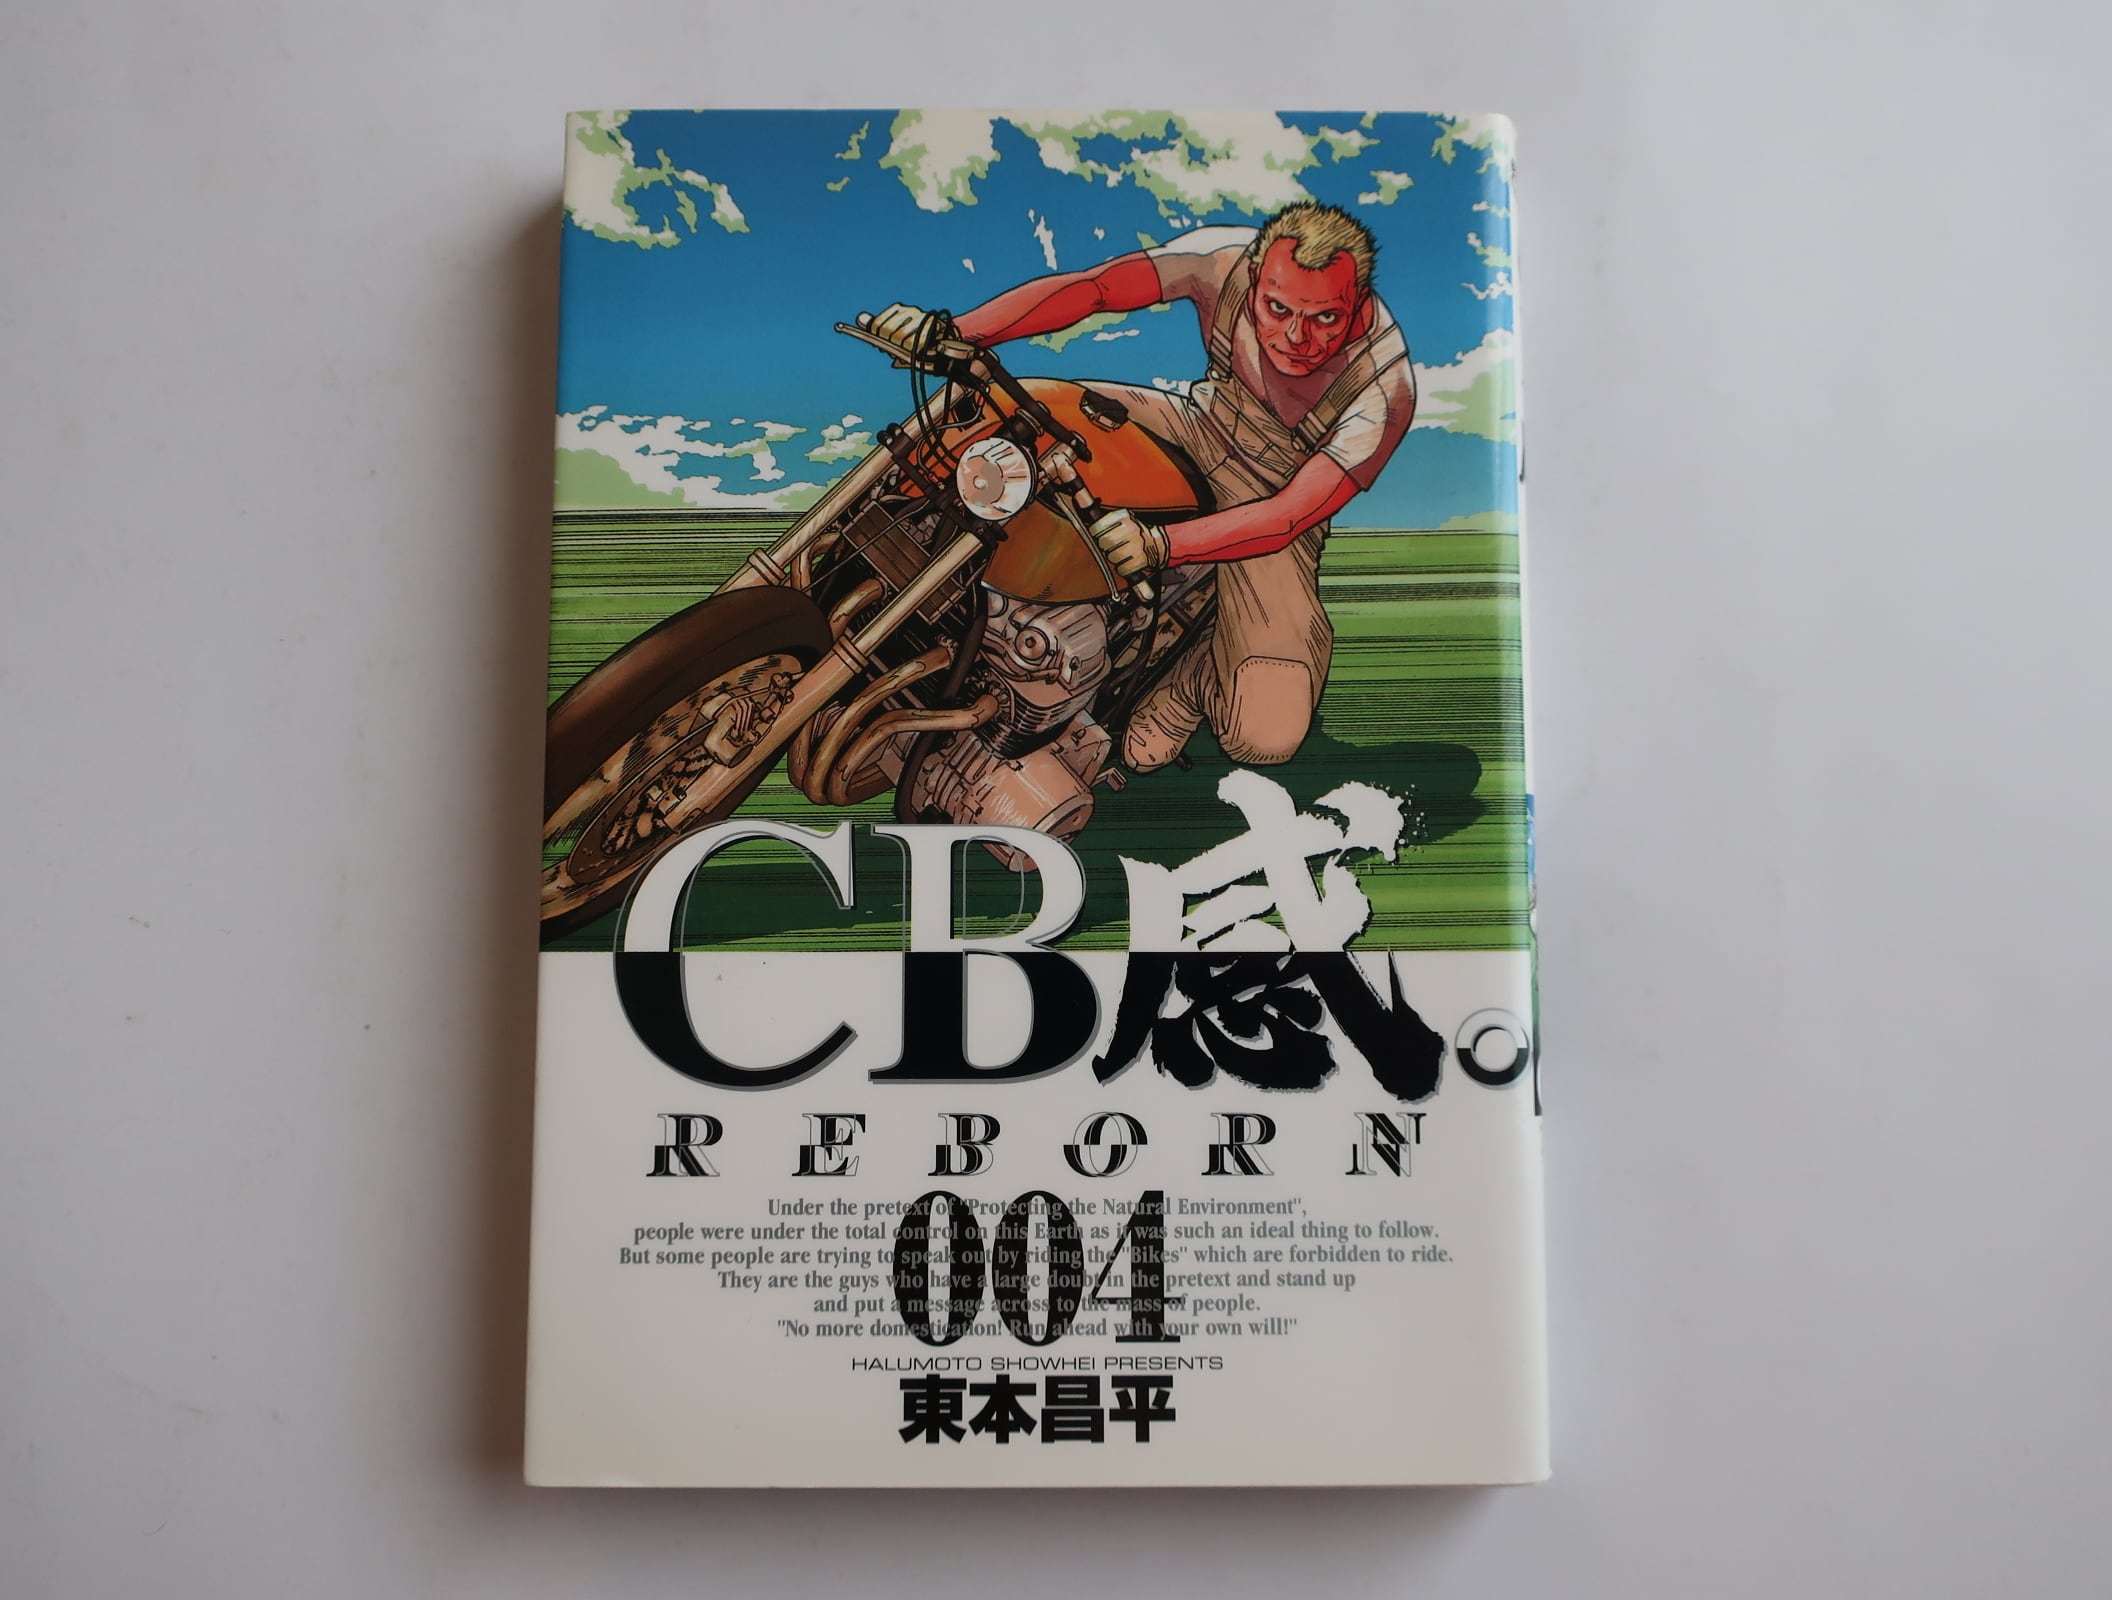 CB感。
REBORN
004
Under the pretext of "Protecting the Natural Environment",
people were under the total control on this Earth as it was such an ideal thing to follow.
But some people are trying to speak out by riding the "Bikes" which are forbidden to ride.
They are the guys who have a large doubt in the pretext and stand up
and put a message across to the mass of people.
"No more domestication! Run ahead with your own will!"
HALUMOTO SHOWHEI PRESENTS
東本昌平